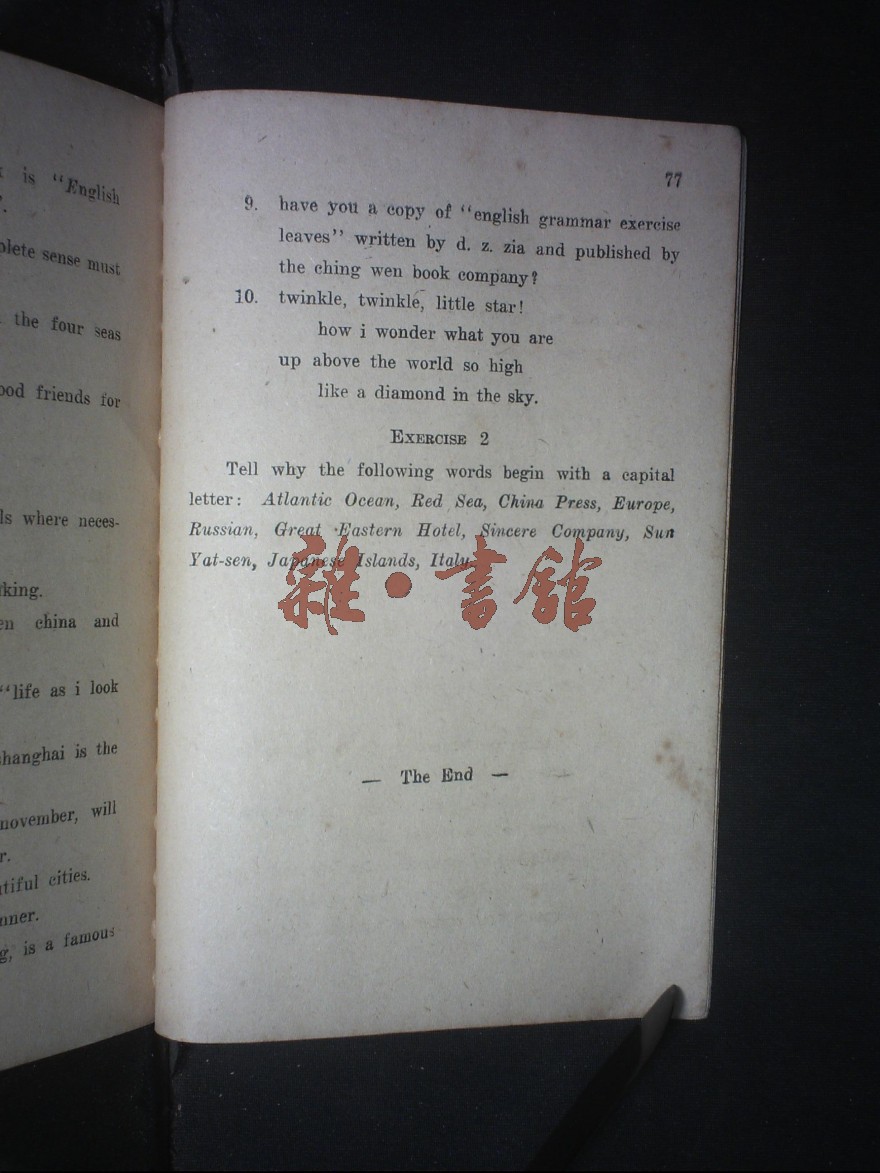 is "English
sense must
the four seas
friends for
where neces-
china and
"life as i look
shanghai is the
november, will
cities.
is a famous
77
9. have you a copy of "english grammar exercise
leaves" written by d. z. zia and published by
the ching wen book company?
10. twinkle, twinkle, little star!
how i wonder what you are
up above the world so high
like a diamond in the sky.
EXERCISE 2
Tell why the following words begin with a capital
letter: Atlantic Ocean, Red Sea, China Press, Europe,
Russian, Great Eastern Hotel, Sincere Company, Sun
Yat-sen, Japanese Islands, Italy.
雜·書館
— The End —